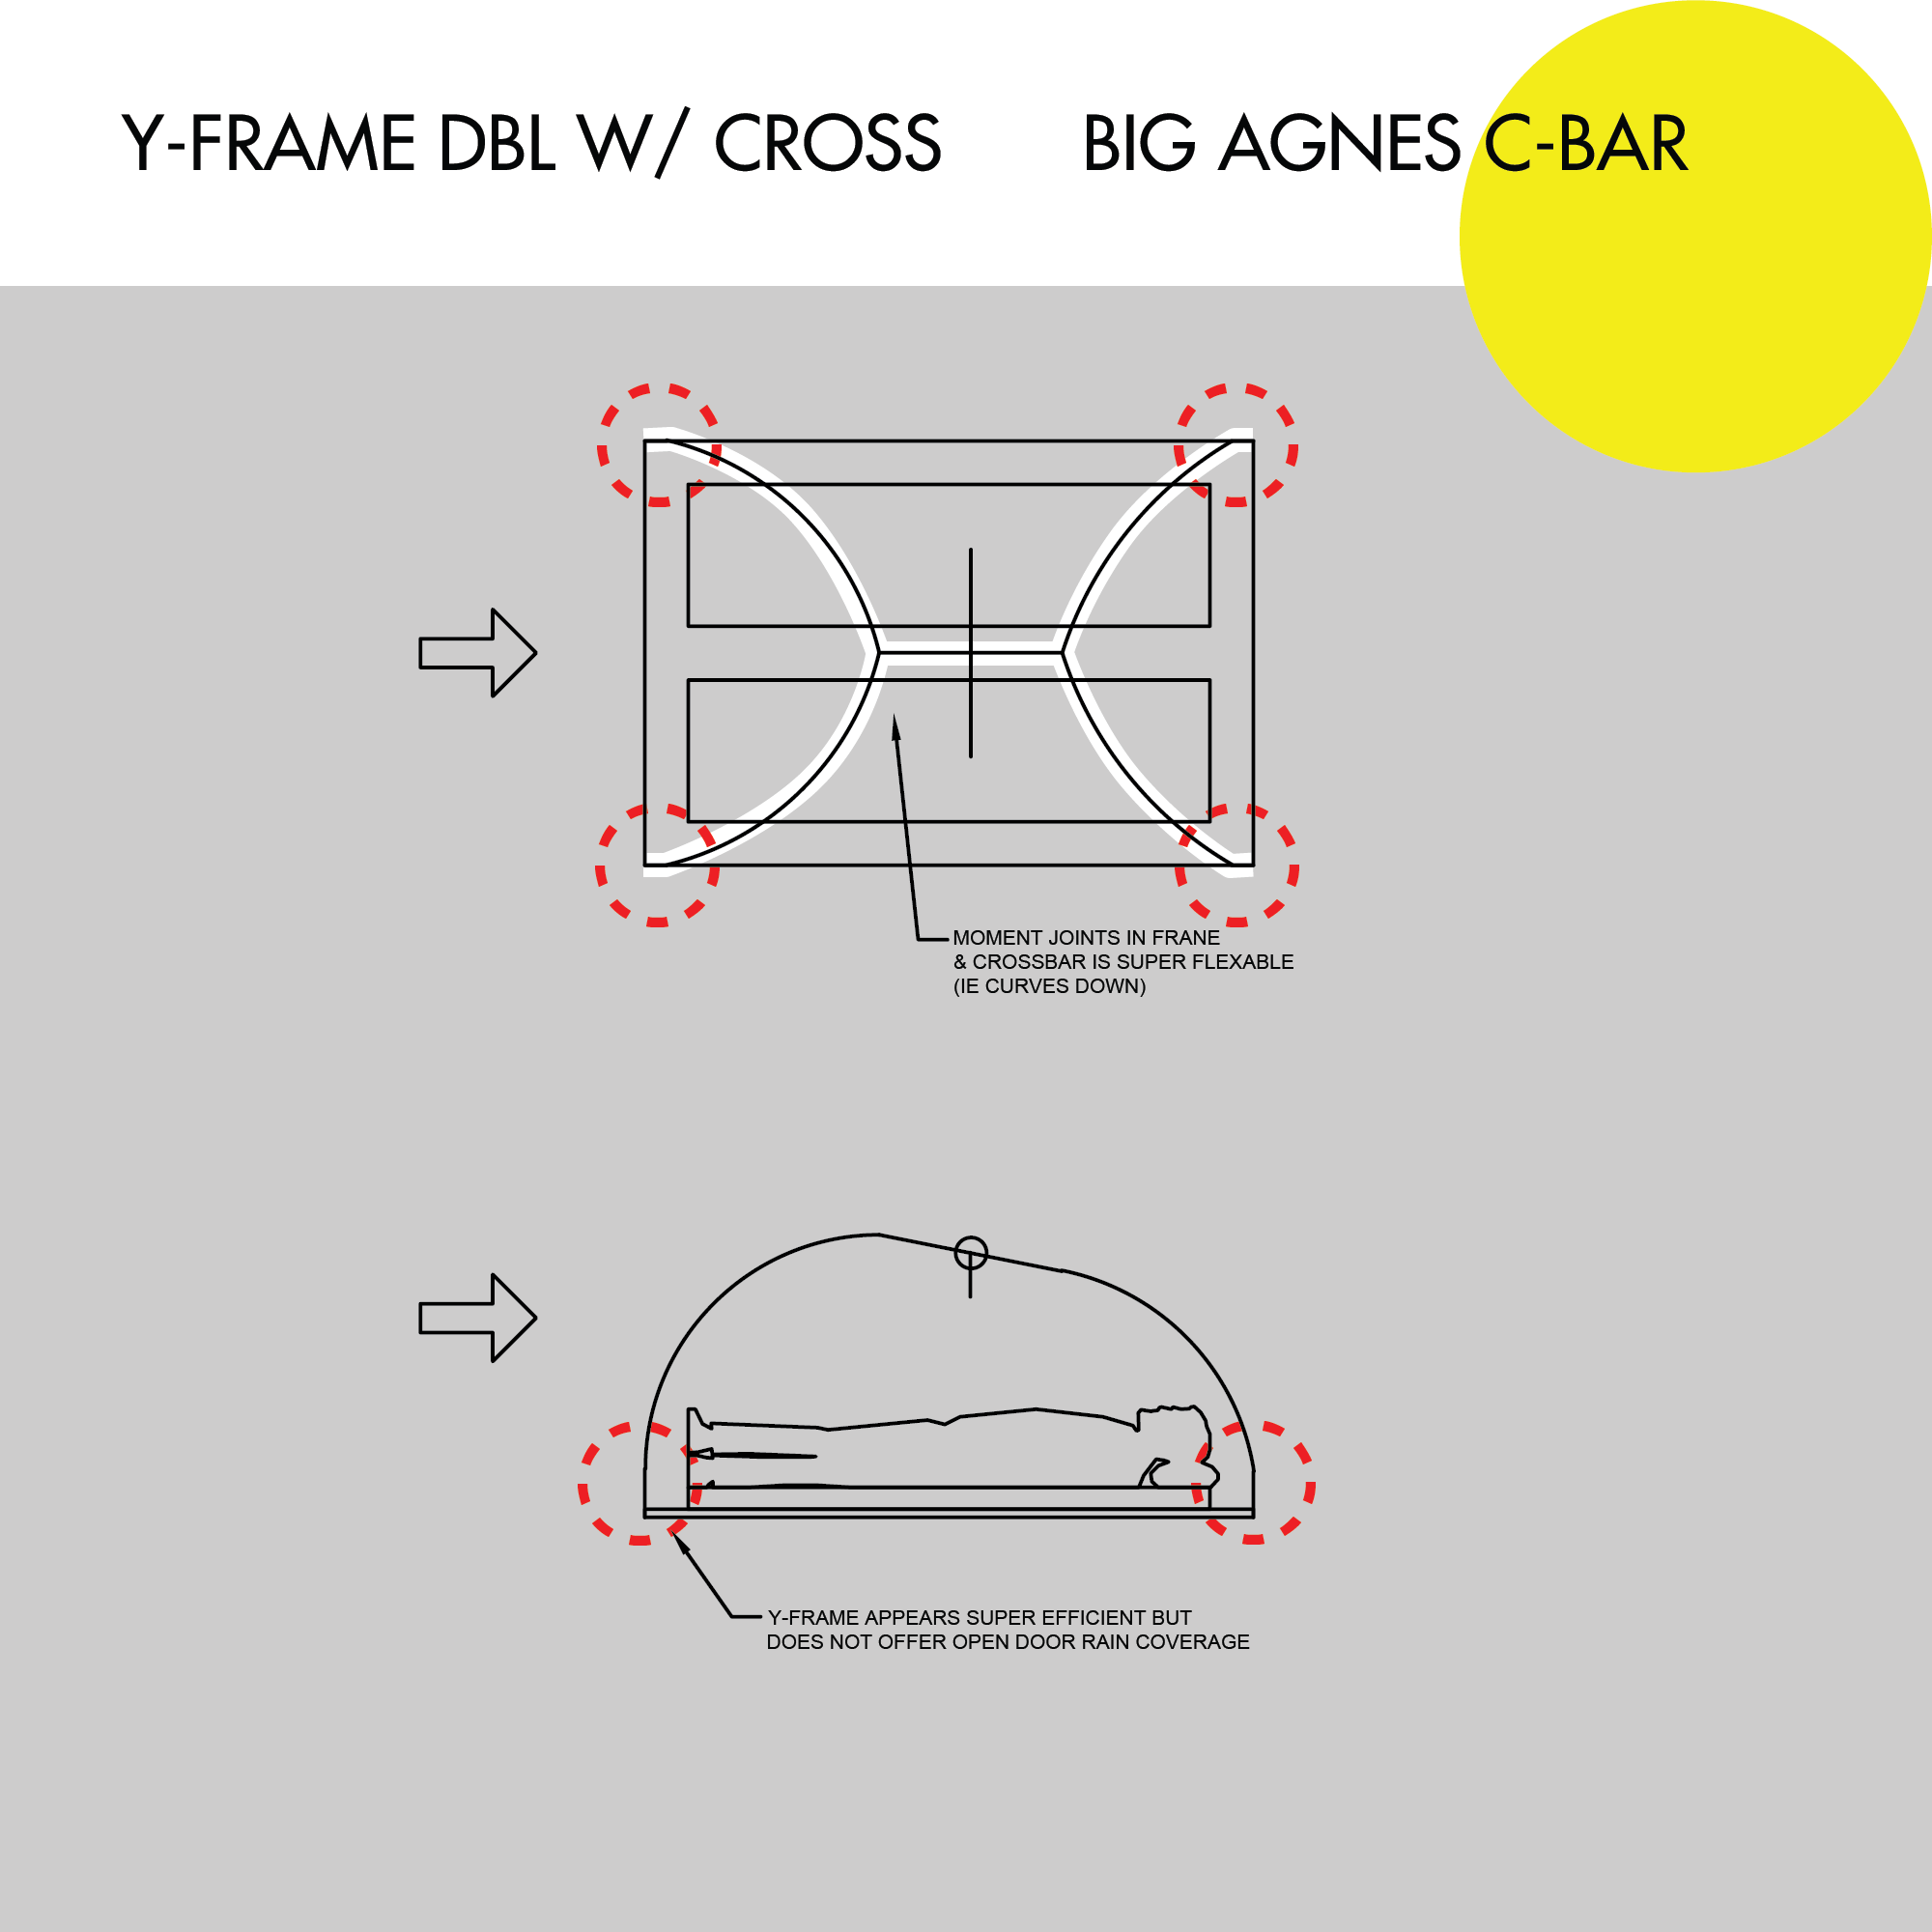 Y-FRAME DBL W/ CROSS BIG AGNES C-BAR
MOMENT JOINTS IN FRANE
& CROSSBAR IS SUPER FLEXABLE
(IE CURVES DOWN)
Y-FRAME APPEARS SUPER EFFICIENT BUT
DOES NOT OFFER OPEN DOOR RAIN COVERAGE